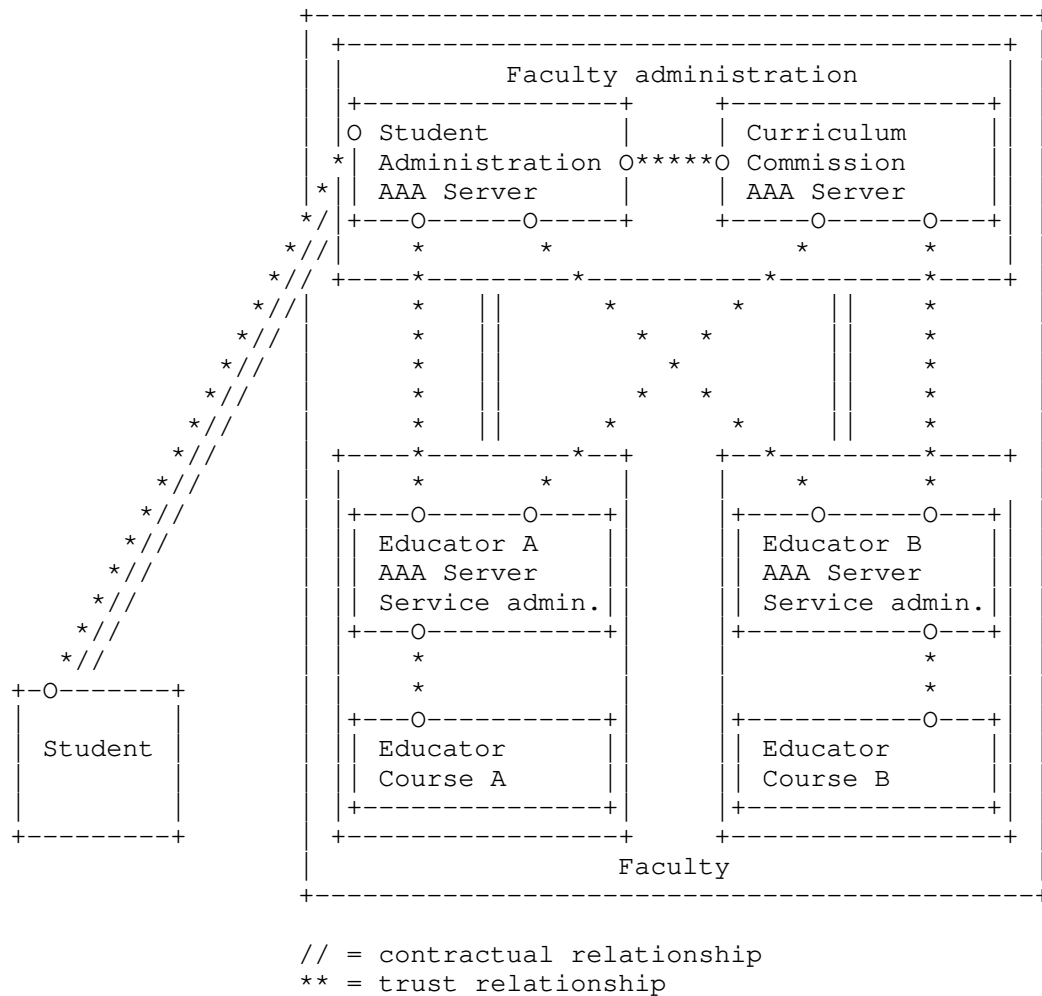 Faculty administration
Student Curriculum
Administration O*****O Commission
AAA Server AAA Server
Educator A Educator B
AAA Server AAA Server
Service admin. Service admin.
Student Educator Educator
Course A Course B
Faculty
// = contractual relationship
** = trust relationship